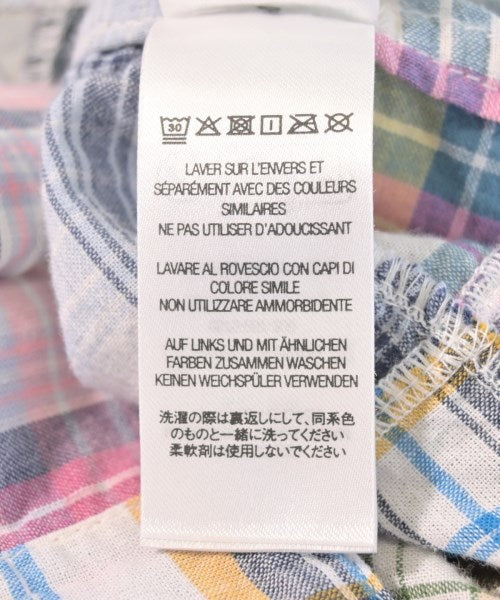 30
LAVER SUR L'ENVERS ET
SÉPARÉMENT AVEC DES COULEURS
SIMILAIRES
NE PAS UTILISER D'ADOUCISSANT
LAVARE AL ROVESCIO CON CAPI DI
COLORE SIMILE
NON UTILIZZARE AMMORBIDENTE
AUF LINKS UND MIT ÄHNLICHEN
FARBEN ZUSAMMEN WASCHEN
KEINEN WEICHSPÜLER VERWENDEN
洗濯の際は裏返しにして、同系色
のものと一緒に洗ってください
柔軟剤は使用しないでください